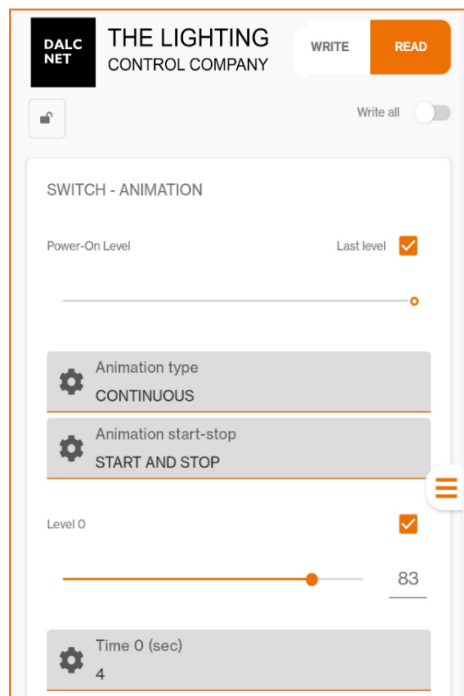 DALC
NET
THE LIGHTING
CONTROL COMPANY
WRITE
READ
Write all
SWITCH - ANIMATION
Power-On Level
Last level
Animation type
CONTINUOUS
Animation start-stop
START AND STOP
Level 0
83
Time 0 (sec)
4